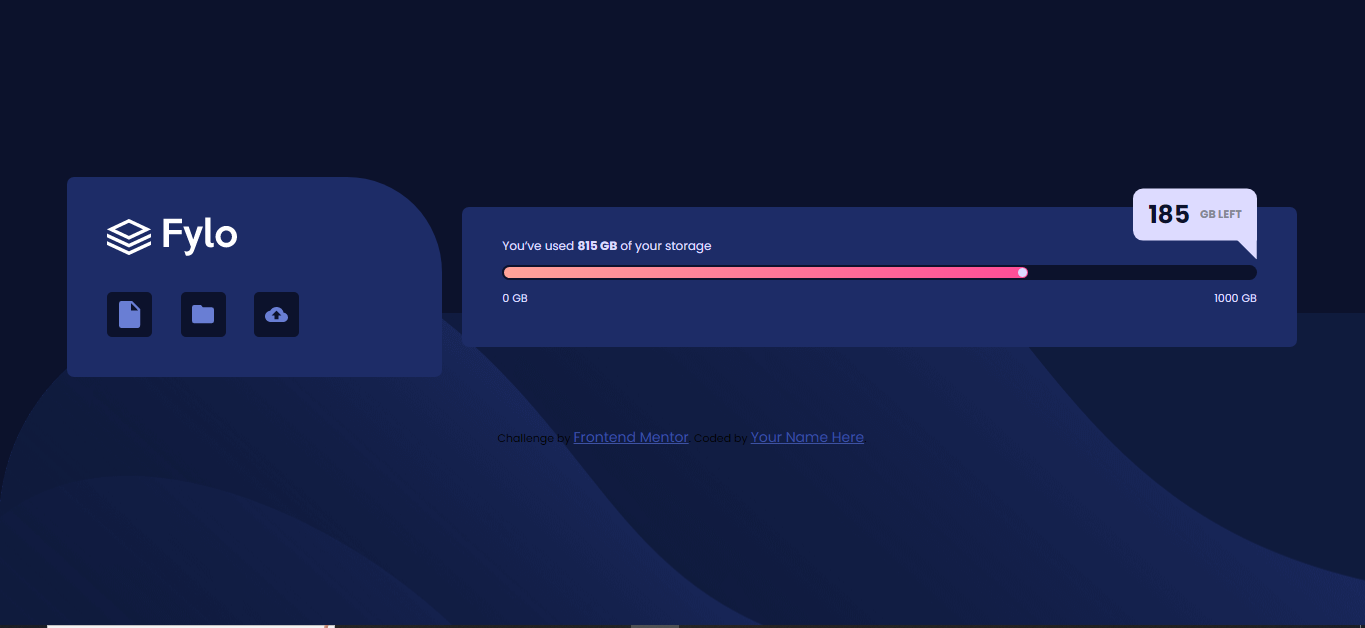 Fylo
185 GB LEFT
You’ve used 815 GB of your storage
0 GB 1000 GB
Challenge by Frontend Mentor. Coded by Your Name Here.